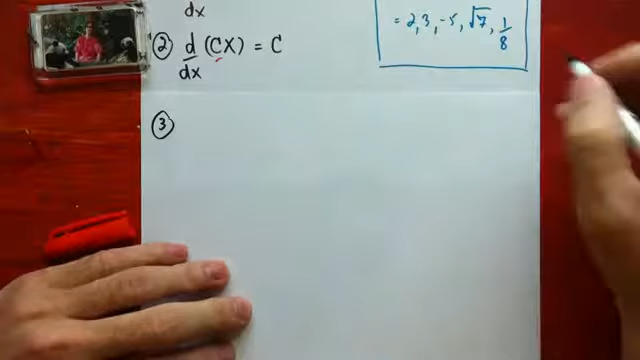 dx
= 2, 3, -5, √7, 1/8
② d/dx (CX) = C
③